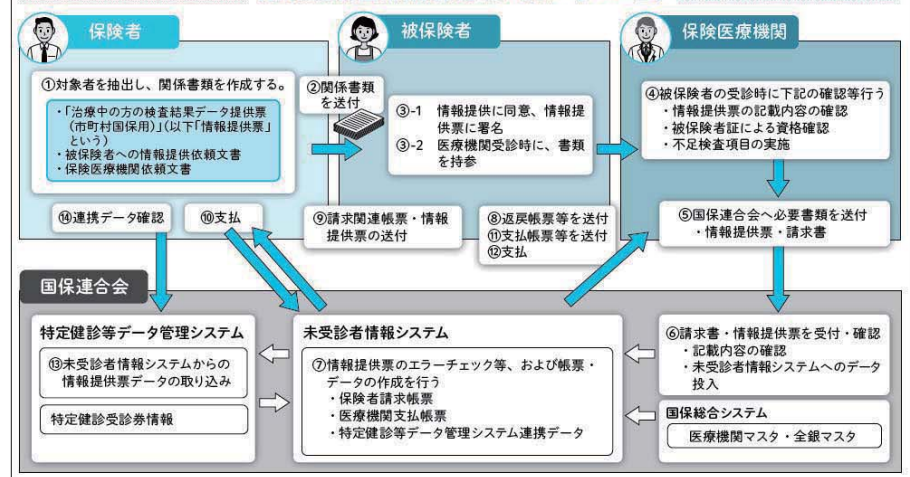 保険者
①対象者を抽出し、関係書類を作成する。
・「治療中の方の検査結果データ提供票
(市町村国保用)」(以下「情報提供票」
という)
・被保険者への情報提供依頼文書
・保険医療機関依頼文書
②関係書類
を送付
被保険者
③-1 情報提供に同意、情報提
供票に署名
③-2 医療機関受診時に、書類
を持参
保険医療機関
④被保険者の受診時に下記の確認等行う
・情報提供票の記載内容の確認
・被保険者証による資格確認
・不足検査項目の実施
⑭連携データ確認
⑩支払
⑨請求関連帳票・情報
提供票の送付
⑧返戻帳票等を送付
⑪支払帳票等を送付
⑫支払
⑤国保連合会へ必要書類を送付
・情報提供票・請求書
国保連合会
特定健診等データ管理システム
⑬未受診者情報システムからの
情報提供票データの取り込み
特定健診受診券情報
未受診者情報システム
⑦情報提供票のエラーチェック等、および帳票・
データの作成を行う
・保険者請求帳票
・医療機関支払帳票
・特定健診等データ管理システム連携データ
⑥請求書・情報提供票を受付・確認
・記載内容の確認
・未受診者情報システムへのデータ
投入
国保総合システム
医療機関マスタ・全銀マスタ